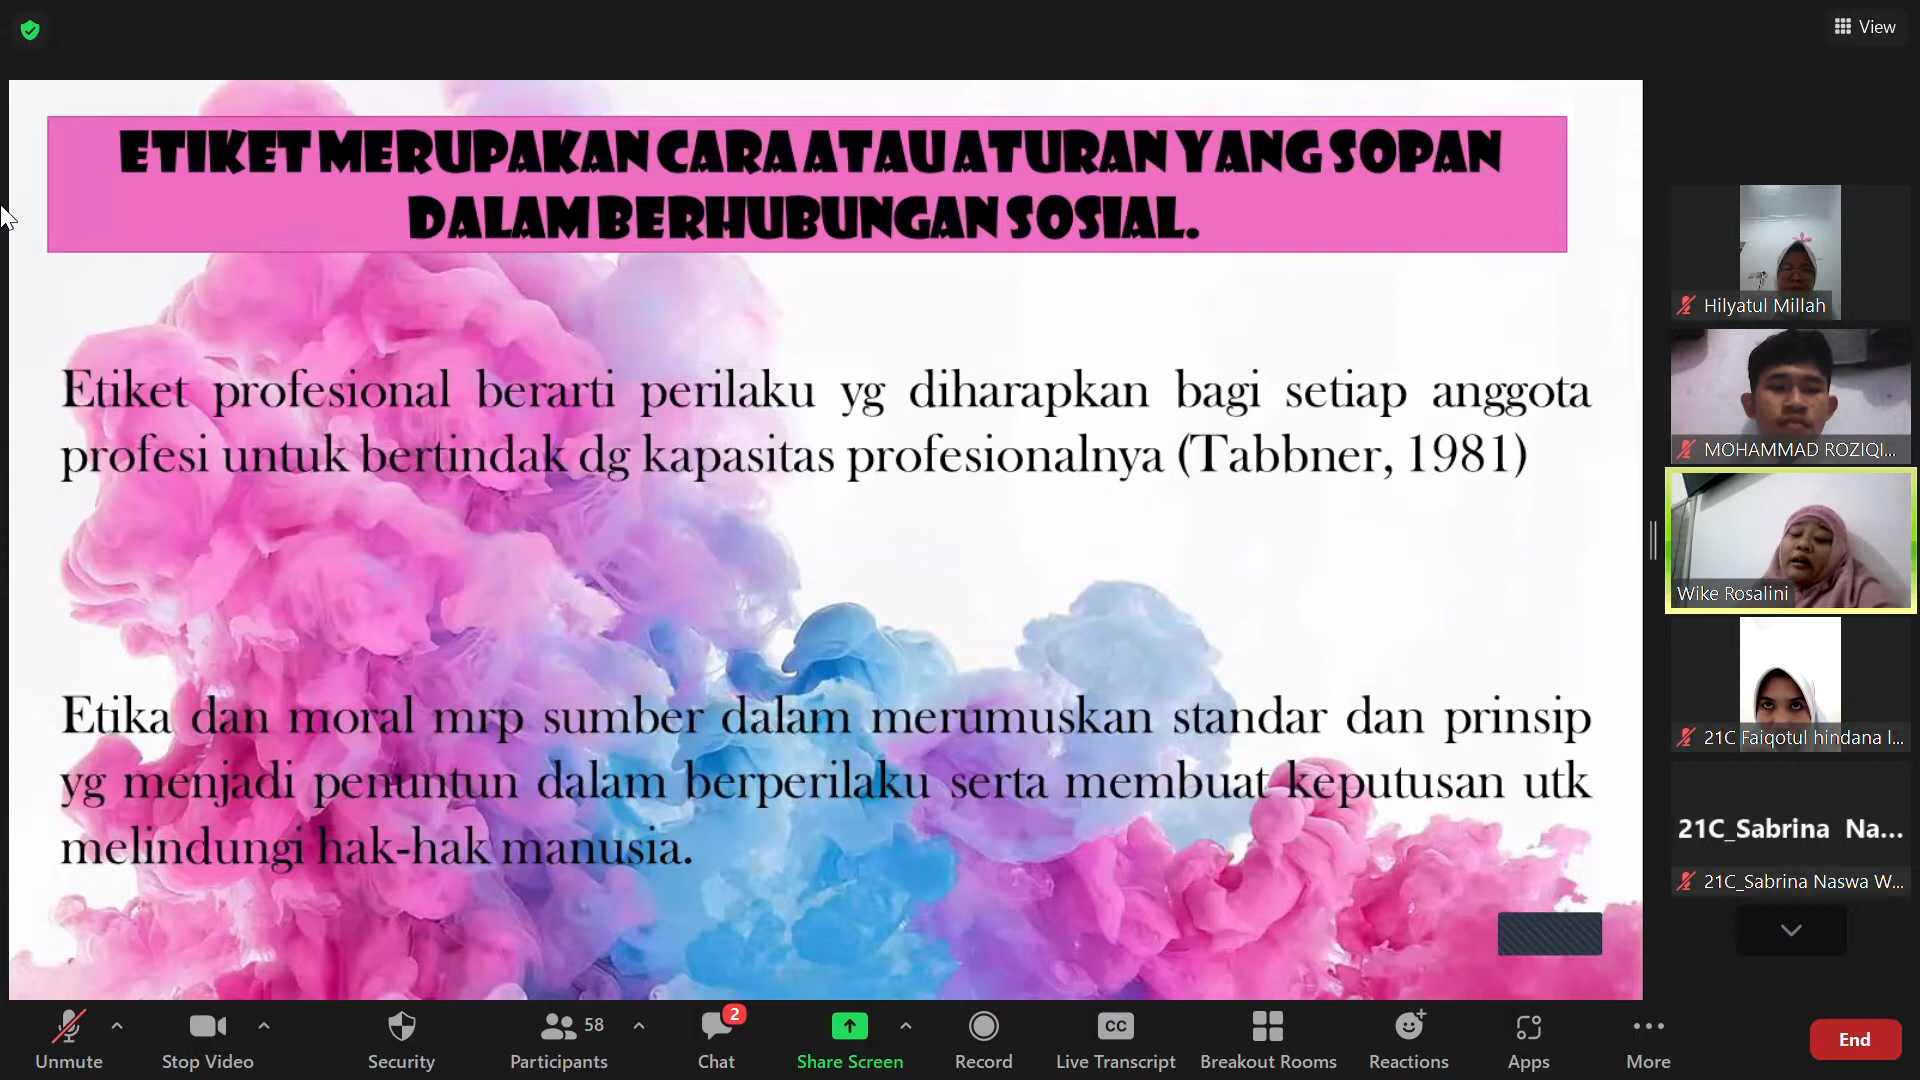 View
ETIKET MERUPAKAN CARA ATAU ATURAN YANG SOPAN
DALAM BERHUBUNGAN SOSIAL.
Etiket profesional berarti perilaku yg diharapkan bagi setiap anggota
profesi untuk bertindak dg kapasitas profesionalnya (Tabbner, 1981)
Etika dan moral mrp sumber dalam merumuskan standar dan prinsip
yg menjadi penuntun dalam berperilaku serta membuat keputusan utk
melindungi hak-hak manusia.
Hilyatul Millah
MOHAMMAD ROZIQI...
Wike Rosalini
21C Faiqotul hindana l...
21C_Sabrina Na...
21C_Sabrina Naswa W...
Unmute
Stop Video
Security
58
Participants
2
Chat
Share Screen
Record
CC
Live Transcript
Breakout Rooms
Reactions
Apps
More
End